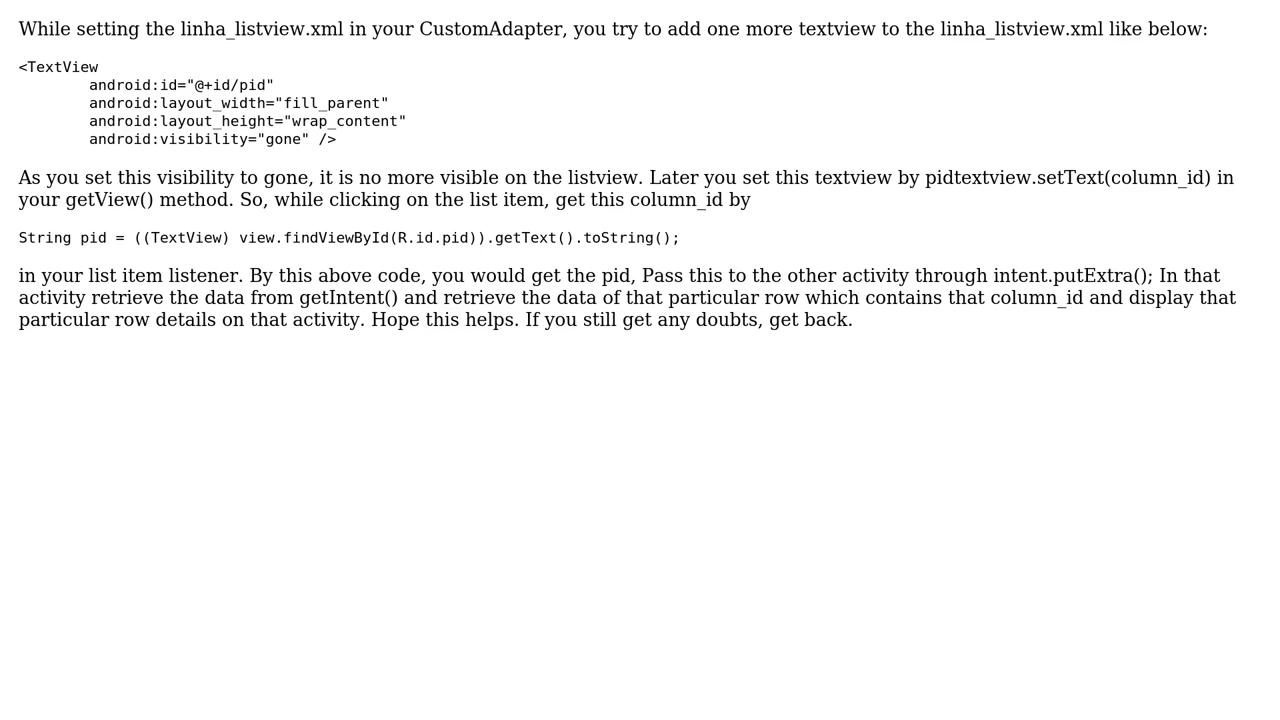 While setting the linha_listview.xml in your CustomAdapter, you try to add one more textview to the linha_listview.xml like below:
<TextView
        android:id="@+id/pid"
        android:layout_width="fill_parent"
        android:layout_height="wrap_content"
        android:visibility="gone" />
As you set this visibility to gone, it is no more visible on the listview. Later you set this textview by pidtextview.setText(column_id) in
your getView() method. So, while clicking on the list item, get this column_id by
String pid = ((TextView) view.findViewById(R.id.pid)).getText().toString();
in your list item listener. By this above code, you would get the pid, Pass this to the other activity through intent.putExtra(); In that
activity retrieve the data from getIntent() and retrieve the data of that particular row which contains that column_id and display that
particular row details on that activity. Hope this helps. If you still get any doubts, get back.